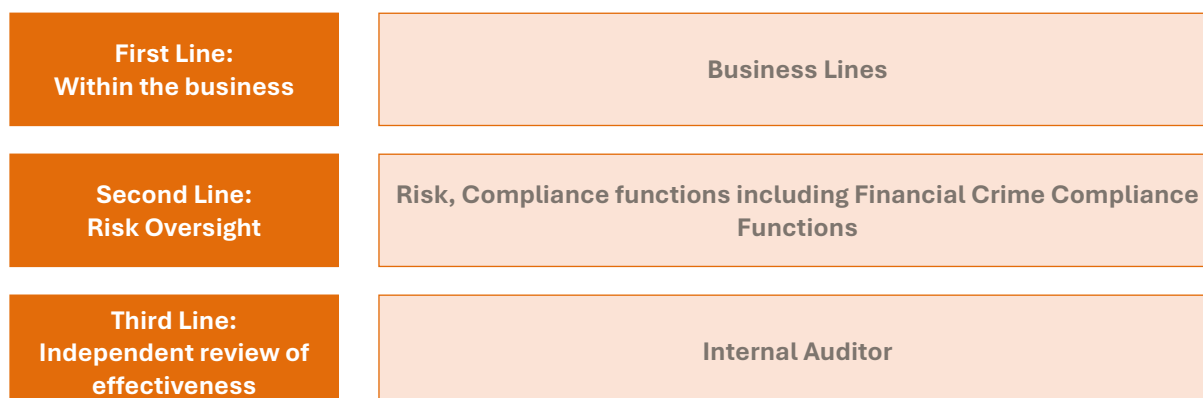 First Line:
Within the business
Business Lines
Second Line:
Risk Oversight
Risk, Compliance functions including Financial Crime Compliance
Functions
Third Line:
Independent review of
effectiveness
Internal Auditor